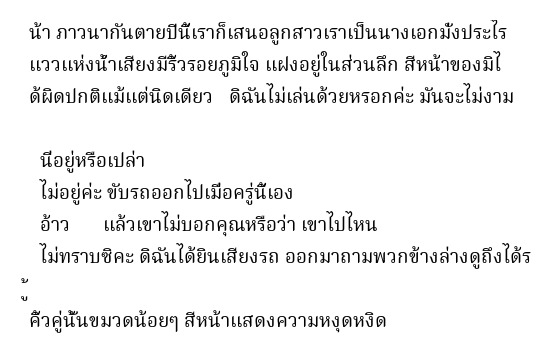 น้า ภาวนากันตายปีนี้เราก็เสนอลูกสาวเราเป็นนางเอกมั่งประไร
แววแห่งน้ำเสียงมีริ้วรอยภูมิใจ แฝงอยู่ในส่วนลึก สีหน้าของมิไ
ด้ผิดปกติแม้แต่นิดเดียว ดิฉันไม่เล่นด้วยหรอกค่ะ มันจะไม่งาม
นีอยู่หรือเปล่า
ไม่อยู่ค่ะ ขับรถออกไปเมื่อครู่นี้เอง
อ้าว แล้วเขาไม่บอกคุณหรือว่า เขาไปไหน
ไม่ทราบซิคะ ดิฉันได้ยินเสียงรถ ออกมาถามพวกข้างล่างดูถึงได้ร
ู้
คิ้วคู่นั้นขมวดน้อยๆ สีหน้าแสดงความหงุดหงิด